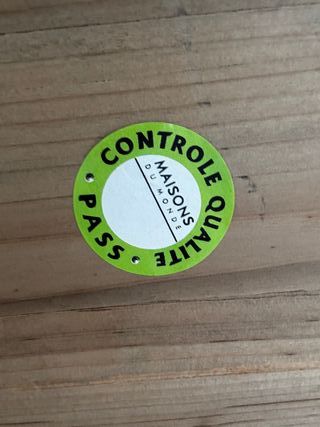 CONTROLE QUALITE
PASS
MAISONS
DU MONDE